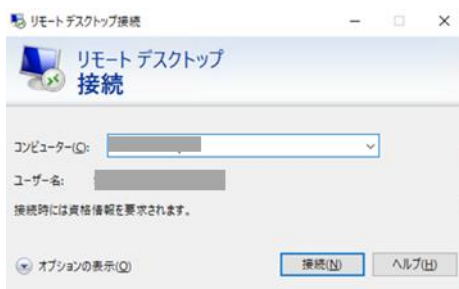 リモート デスクトップ接続
リモート デスクトップ
接続
コンピューター(C):
ユーザー名:
接続時には資格情報を要求されます。
オプションの表示(O)
接続(N)
ヘルプ(H)